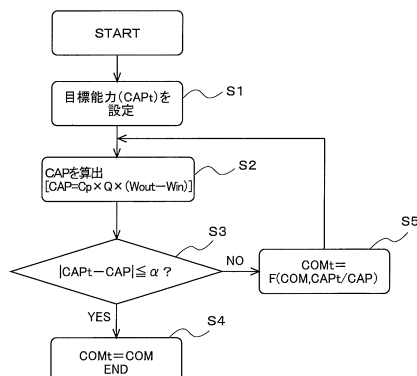 START
S1
目標能力(CAPt)を
設定
S2
CAPを算出
[CAP=Cp×Q×(Wout－Win)]
S3
|CAPt－CAP|≦α？
NO
S5
COMt=
F(COM,CAPt/CAP)
YES
S4
COMt=COM
END